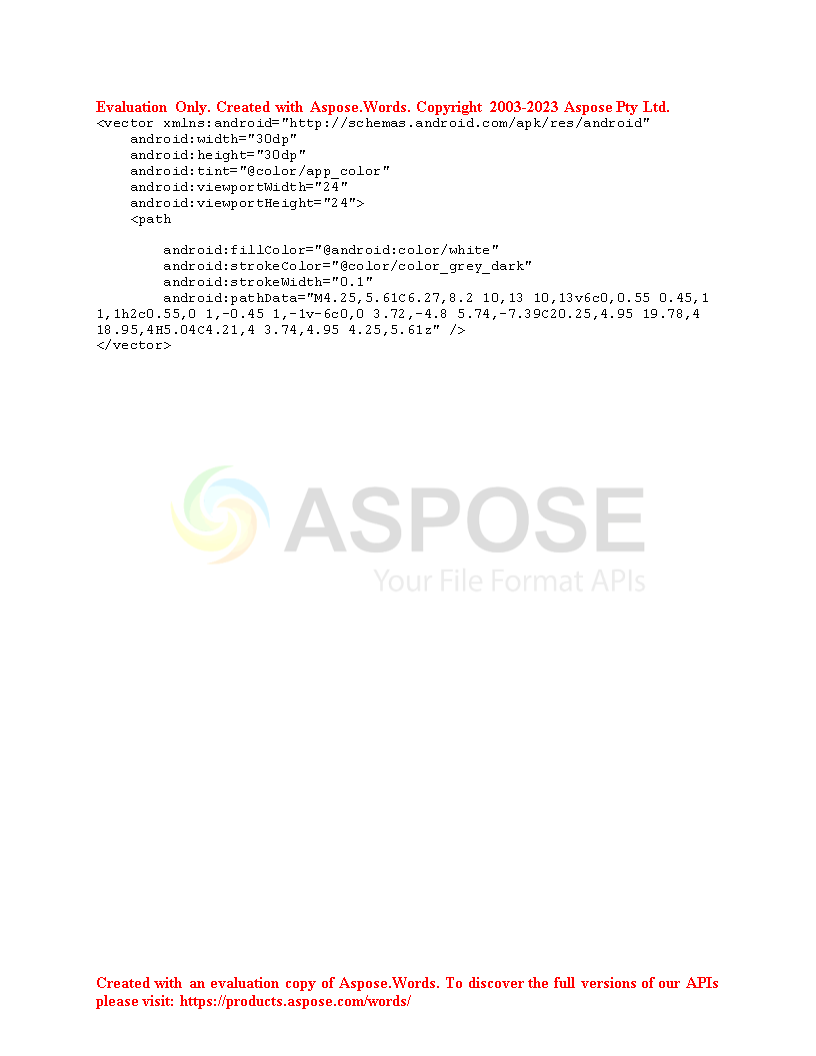 Evaluation Only. Created with Aspose.Words. Copyright 2003-2023 Aspose Pty Ltd.
<vector xmlns:android="http://schemas.android.com/apk/res/android"
    android:width="30dp"
    android:height="30dp"
    android:tint="@color/app_color"
    android:viewportWidth="24"
    android:viewportHeight="24">
    <path
        android:fillColor="@android:color/white"
        android:strokeColor="@color/color_grey_dark"
        android:strokeWidth="0.1"
        android:pathData="M4.25,5.61C6.27,8.2 10,13 10,13v6c0,0.55 0.45,1
1,1h2c0.55,0 1,-0.45 1,-1v-6c0,0 3.72,-4.8 5.74,-7.39C20.25,4.95 19.78,4
18.95,4H5.04C4.21,4 3.74,4.95 4.25,5.61z" />
</vector>
ASPOSE
Your File Format APIs
Created with an evaluation copy of Aspose.Words. To discover the full versions of our APIs
please visit: https://products.aspose.com/words/